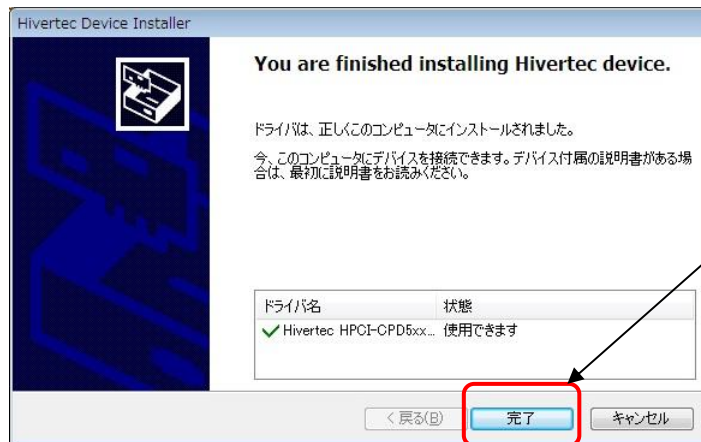 Hivertec Device Installer
You are finished installing Hivertec device.
ドライバは、正しくこのコンピュータにインストールされました。
今、このコンピュータにデバイスを接続できます。デバイス付属の説明書がある場
合は、最初に説明書をお読みください。
ドライバ名 状態
Hivertec HPCI-CPD5xx... 使用できます
< 戻る(B) 完了 キャンセル